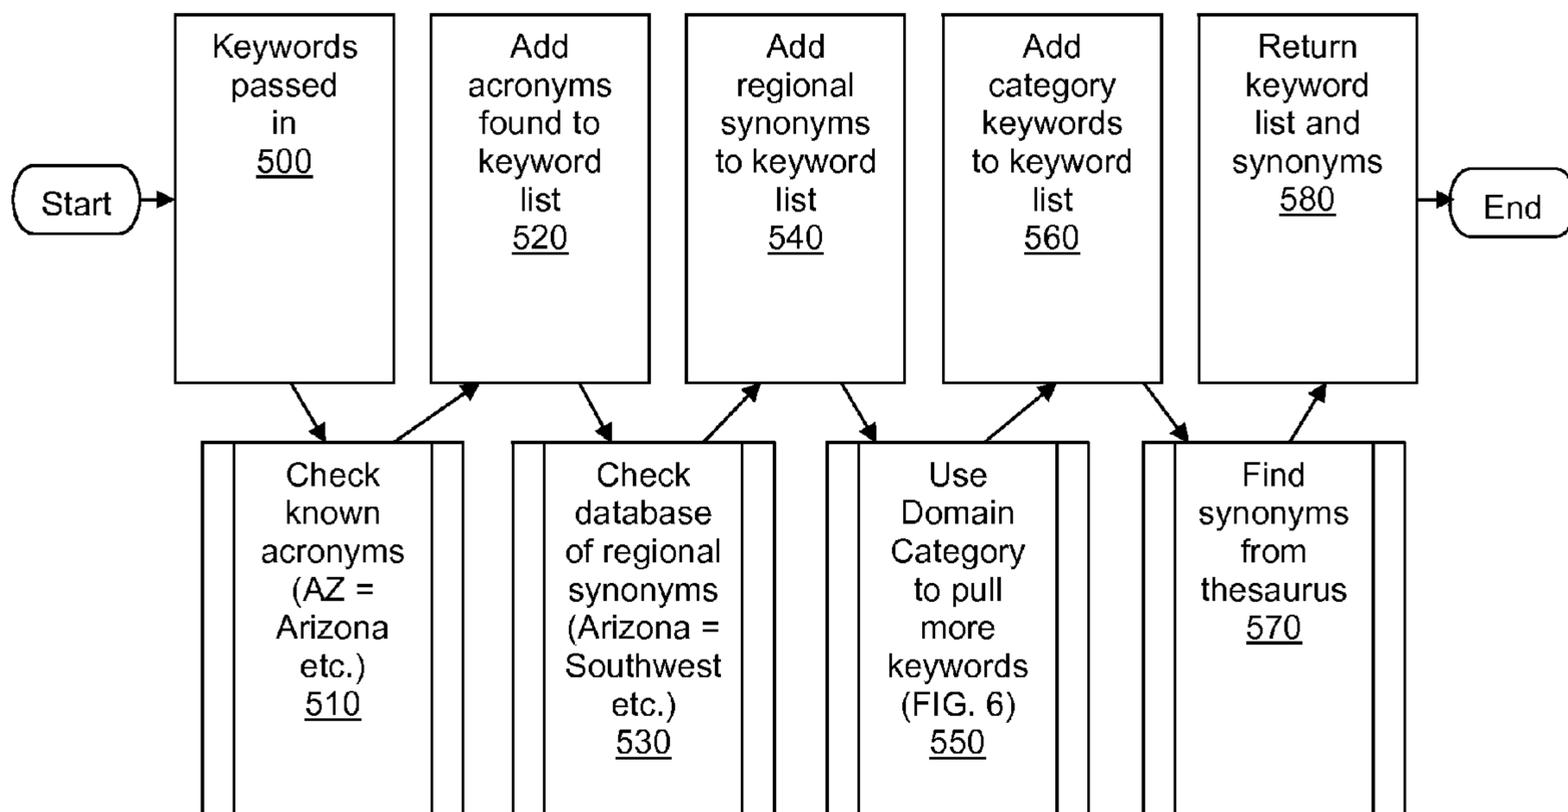 Start
Keywords
passed
in
500
Check
known
acronyms
(AZ =
Arizona
etc.)
510
Add
acronyms
found to
keyword
list
520
Check
database
of regional
synonyms
(Arizona =
Southwest
etc.)
530
Add
regional
synonyms
to keyword
list
540
Use
Domain
Category
to pull
more
keywords
(FIG. 6)
550
Add
category
keywords
to keyword
list
560
Find
synonyms
from
thesaurus
570
Return
keyword
list and
synonyms
580
End